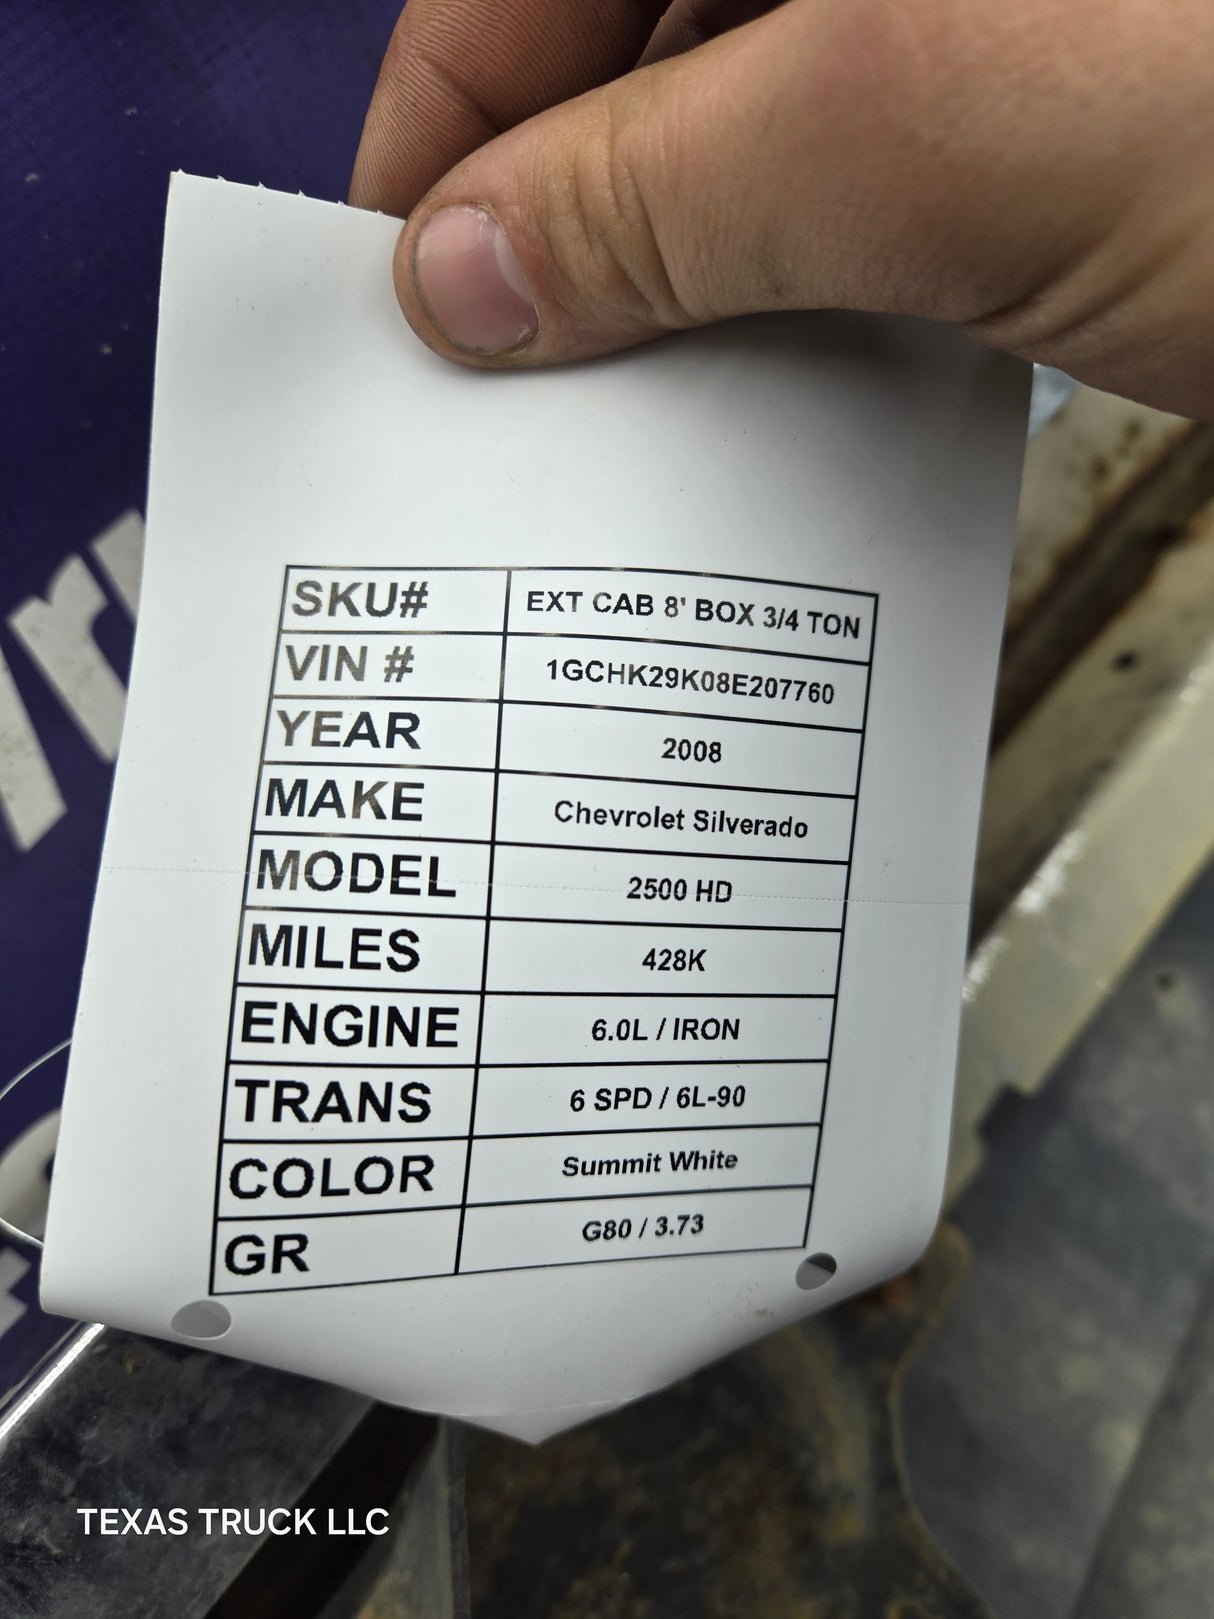 SKU# EXT CAB 8' BOX 3/4 TON
VIN # 1GCHK29K08E207760
YEAR 2008
MAKE Chevrolet Silverado
MODEL 2500 HD
MILES 428K
ENGINE 6.0L / IRON
TRANS 6 SPD / 6L-90
COLOR Summit White
GR G80 / 3.73
TEXAS TRUCK LLC